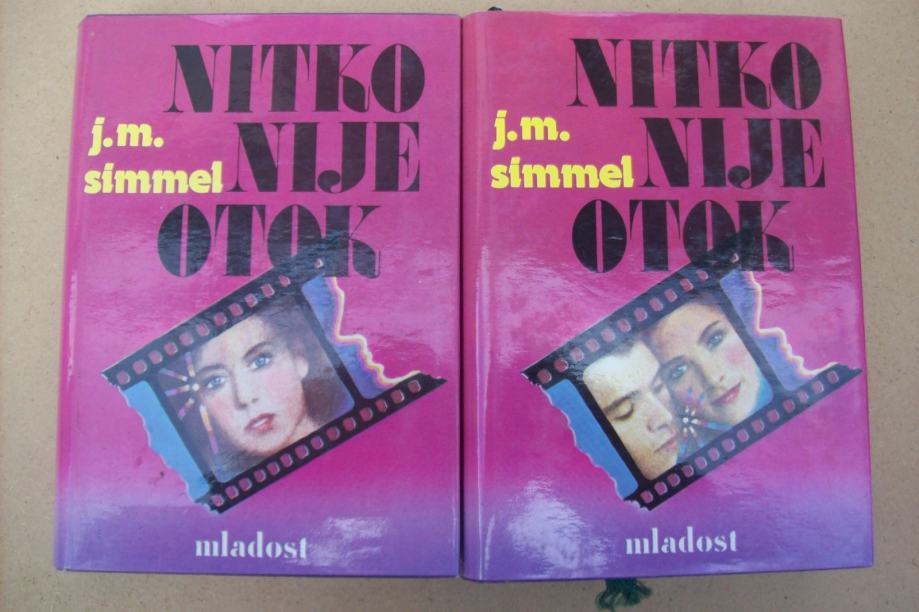 NITKO
j.m.
simmel NIJE
OTOK
mladost
NITKO
j.m.
simmel NIJE
OTOK
mladost